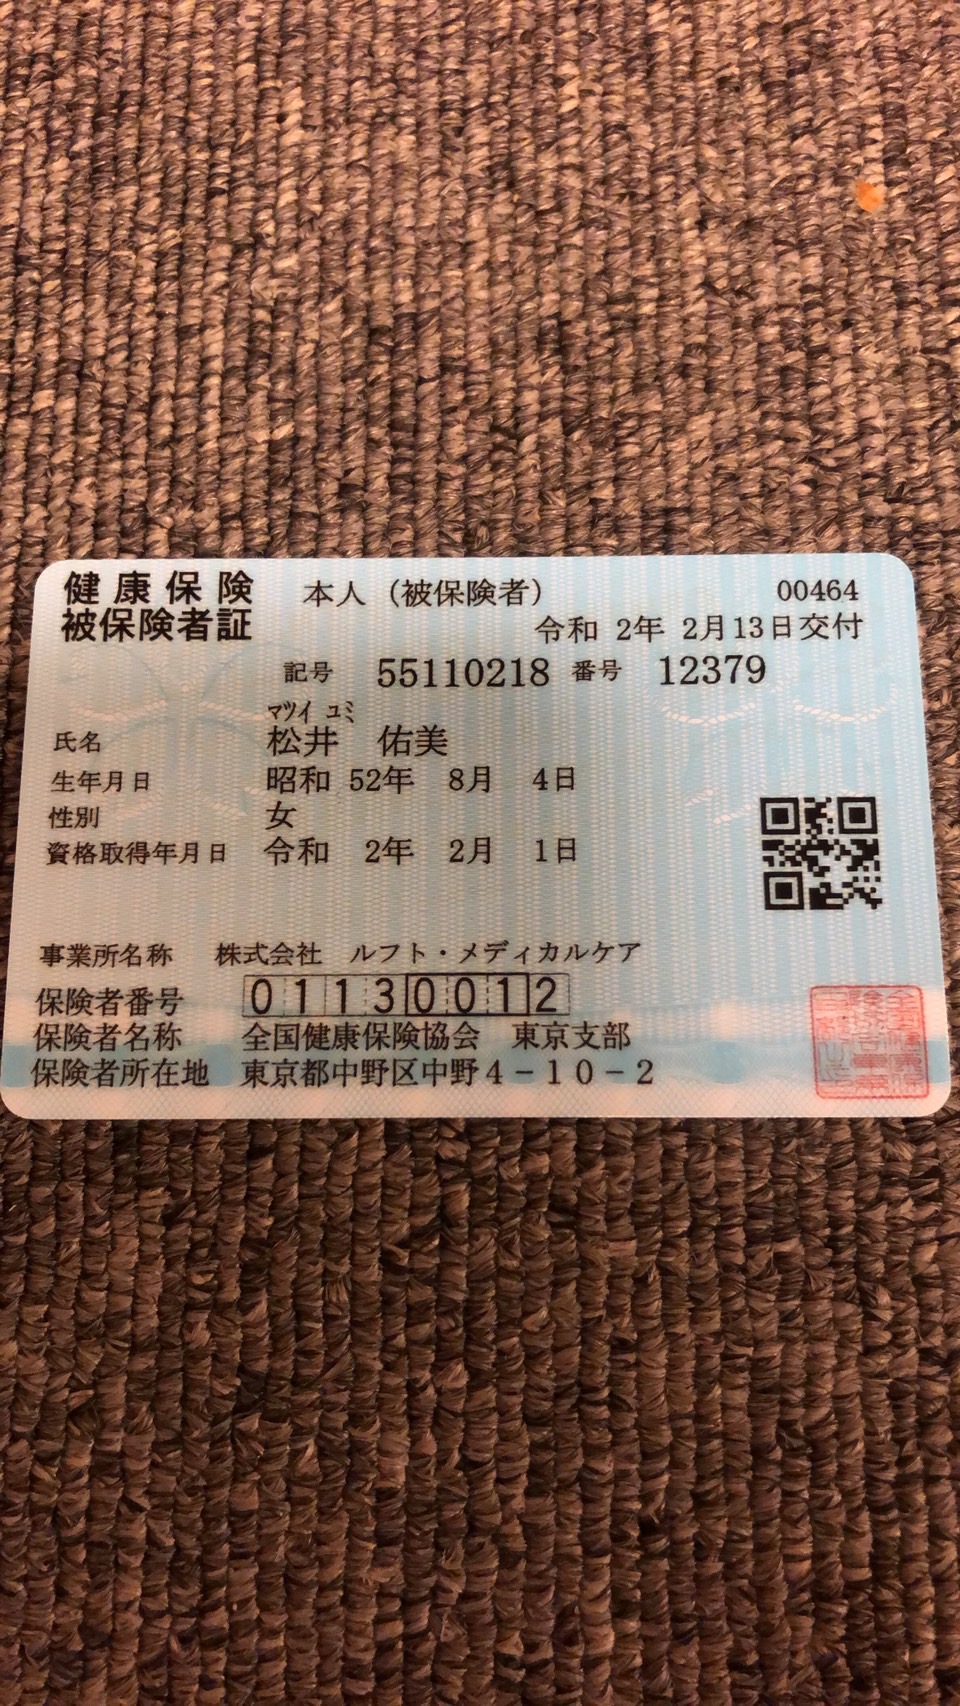 健康保険 本人（被保険者） 00464
被保険者証 令和 2年 2月13日交付
記号 55110218 番号 12379
ﾏﾂｲ ﾕﾐ
氏名 松井 佑美
生年月日 昭和 52年 8月 4日
性別 女
資格取得年月日 令和 2年 2月 1日
事業所名称 株式会社 ルフト・メディカルケア
保険者番号 01130012
保険者名称 全国健康保険協会 東京支部
保険者所在地 東京都中野区中野4－10－2